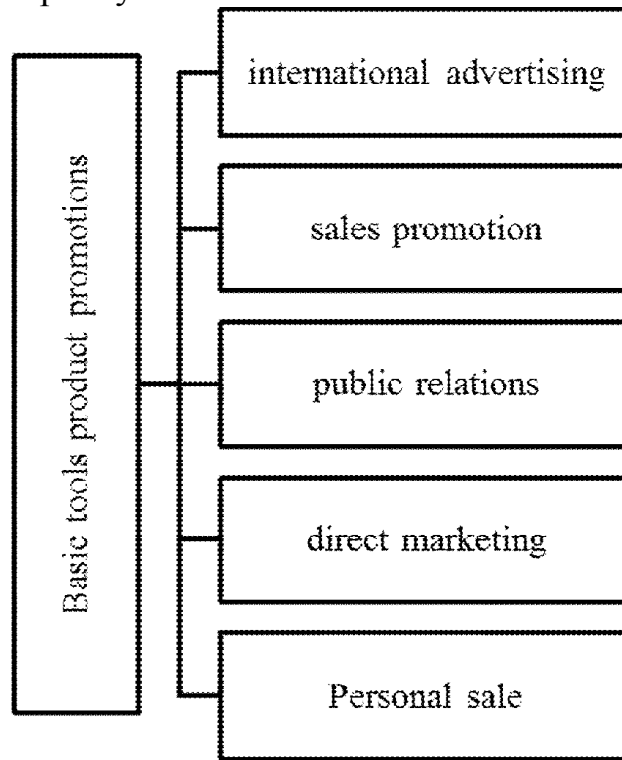 Basic tools product promotions
international advertising
sales promotion
public relations
direct marketing
Personal sale